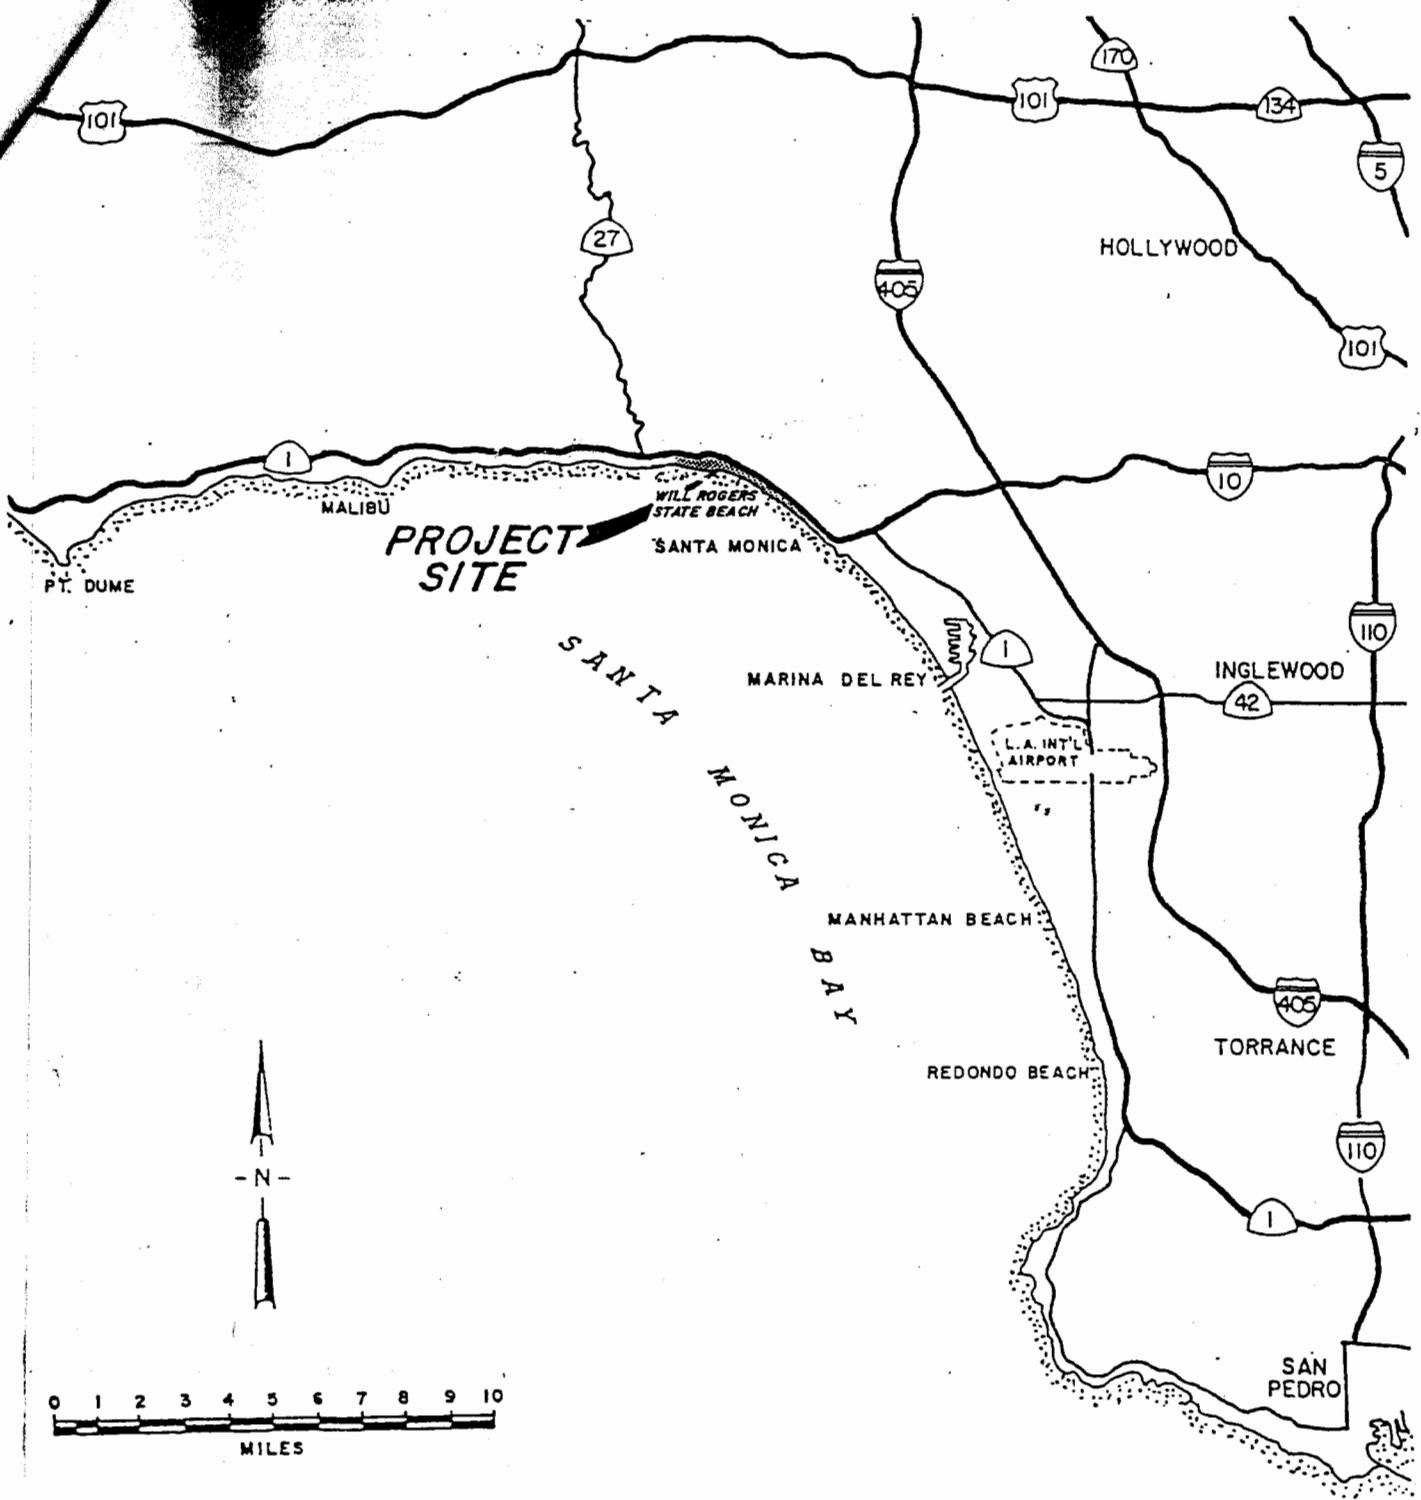 170
101
101
134
5
27
HOLLYWOOD
405
101
1
10
MALIBU
WILL ROGERS
STATE BEACH
PROJECT
SITE
SANTA MONICA
PT. DUME
110
1
SANTA MONICA BAY
MARINA DEL REY
INGLEWOOD
42
L.A. INT'L
AIRPORT
MANHATTAN BEACH
405
TORRANCE
REDONDO BEACH
110
-N-
1
SAN
PEDRO
0 1 2 3 4 5 6 7 8 9 10
MILES